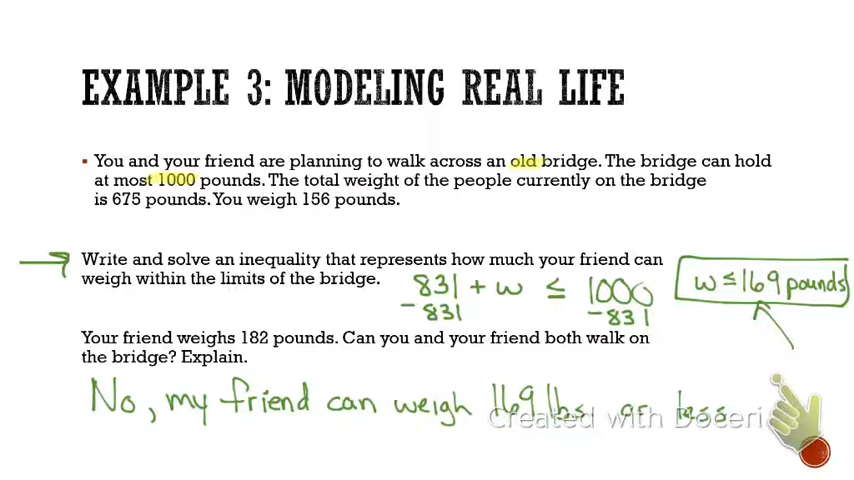 EXAMPLE 3: MODELING REAL LIFE
You and your friend are planning to walk across an old bridge. The bridge can hold
at most 1000 pounds. The total weight of the people currently on the bridge
is 675 pounds. You weigh 156 pounds.
Write and solve an inequality that represents how much your friend can
weigh within the limits of the bridge.
831 + w ≤ 1000
-831 -831
w ≤ 169 pounds
Your friend weighs 182 pounds. Can you and your friend both walk on
the bridge? Explain.
No, my friend can weigh 169 lbs or less
Created with Doceri